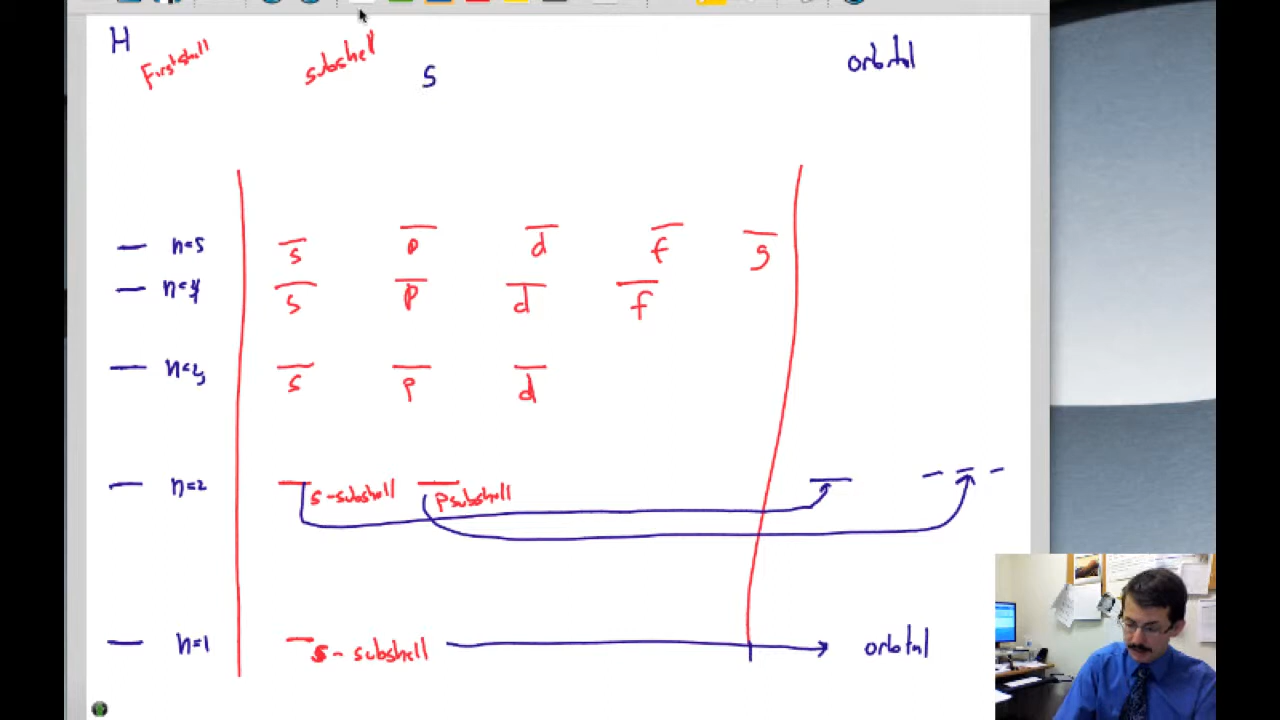 H
First shell
subshell
s
orbital
n=5 s p d f g
n=4 s p d f
n=3 s p d
n=2 s-subshell p subshell
n=1 s-subshell orbital